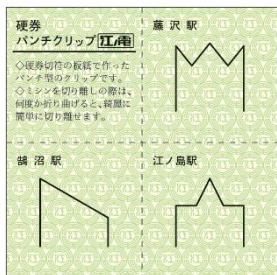 硬券
パンチクリップ 江ノ電
◇硬券切符の板紙で作った
パンチ型のクリップです。
◇ミシンを切り離しの際は、
何度か折り曲げると、綺麗に
簡単に切り離せます。
藤沢駅
鵠沼駅
江ノ島駅